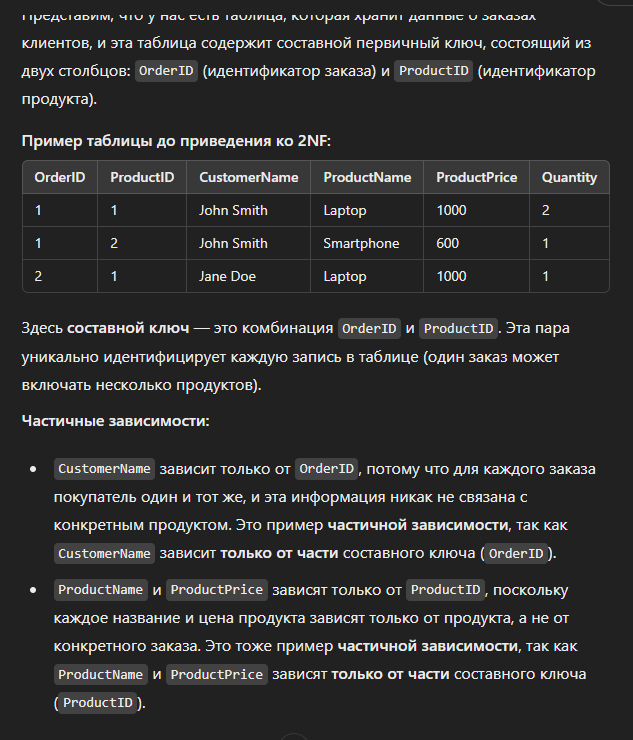 Представим, что у нас есть таблица, которая хранит данные о заказах
клиентов, и эта таблица содержит составной первичный ключ, состоящий из
двух столбцов: OrderID (идентификатор заказа) и ProductID (идентификатор
продукта).
Пример таблицы до приведения ко 2NF:
OrderID ProductID CustomerName ProductName ProductPrice Quantity
1 1 John Smith Laptop 1000 2
1 2 John Smith Smartphone 600 1
2 1 Jane Doe Laptop 1000 1
Здесь составной ключ — это комбинация OrderID и ProductID. Эта пара
уникально идентифицирует каждую запись в таблице (один заказ может
включать несколько продуктов).
Частичные зависимости:
• CustomerName зависит только от OrderID, потому что для каждого заказа
покупатель один и тот же, и эта информация никак не связана с
конкретным продуктом. Это пример частичной зависимости, так как
CustomerName зависит только от части составного ключа (OrderID).
• ProductName и ProductPrice зависят только от ProductID, поскольку
каждое название и цена продукта зависят только от продукта, а не от
конкретного заказа. Это тоже пример частичной зависимости, так как
ProductName и ProductPrice зависят только от части составного ключа
(ProductID).